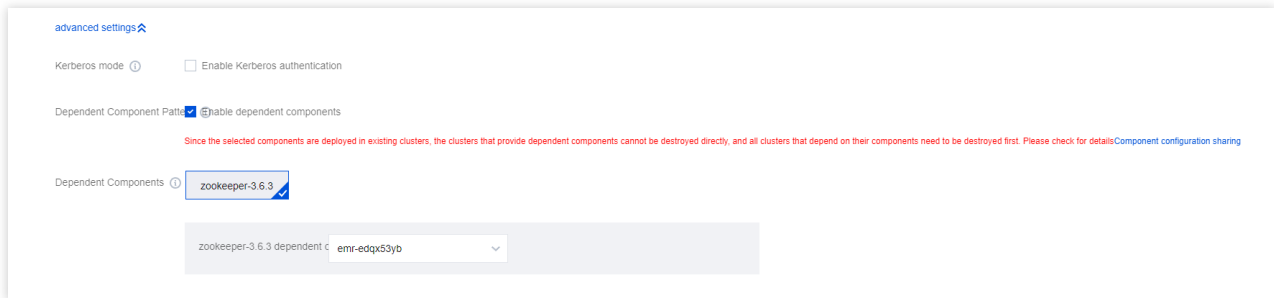 advanced settings
Kerberos mode Enable Kerberos authentication
Dependent Component Patte Enable dependent components
Since the selected components are deployed in existing clusters, the clusters that provide dependent components cannot be destroyed directly, and all clusters that depend on their components need to be destroyed first. Please check for detailsComponent configuration sharing
Dependent Components zookeeper-3.6.3
zookeeper-3.6.3 dependent c emr-edqx53yb